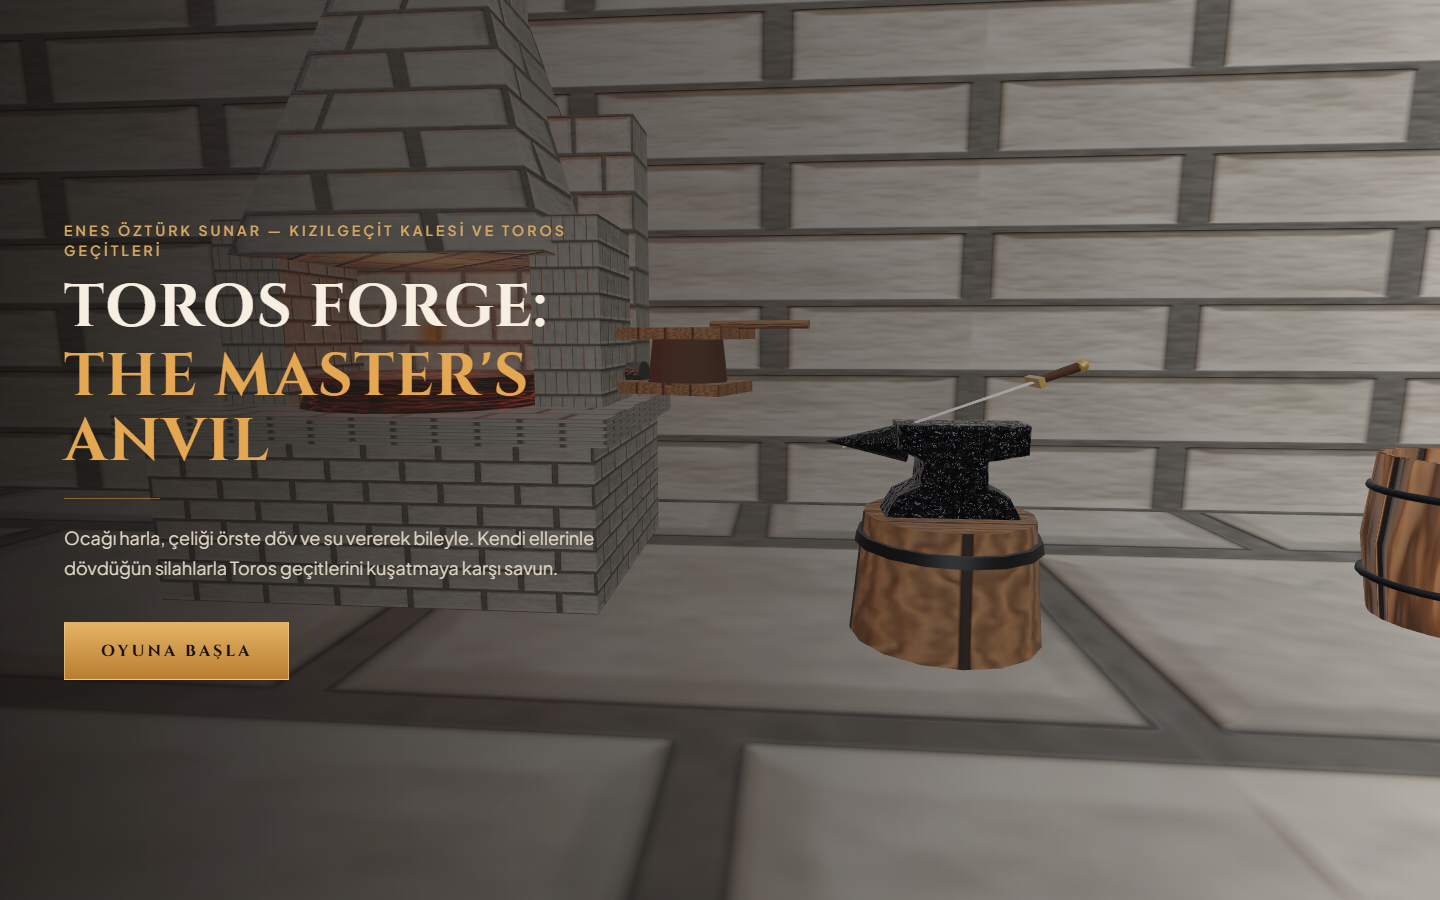 ENES ÖZTÜRK SUNAR — KIZILGEÇİT KALESİ VE TOROS
GEÇİTLERİ
TOROS FORGE:
THE MASTER'S
ANVIL
Ocağı harla, çeliği örste döv ve su vererek bileyle. Kendi ellerinle
dövdüğün silahlarla Toros geçitlerini kuşatmaya karşı savun.
OYUNA BAŞLA